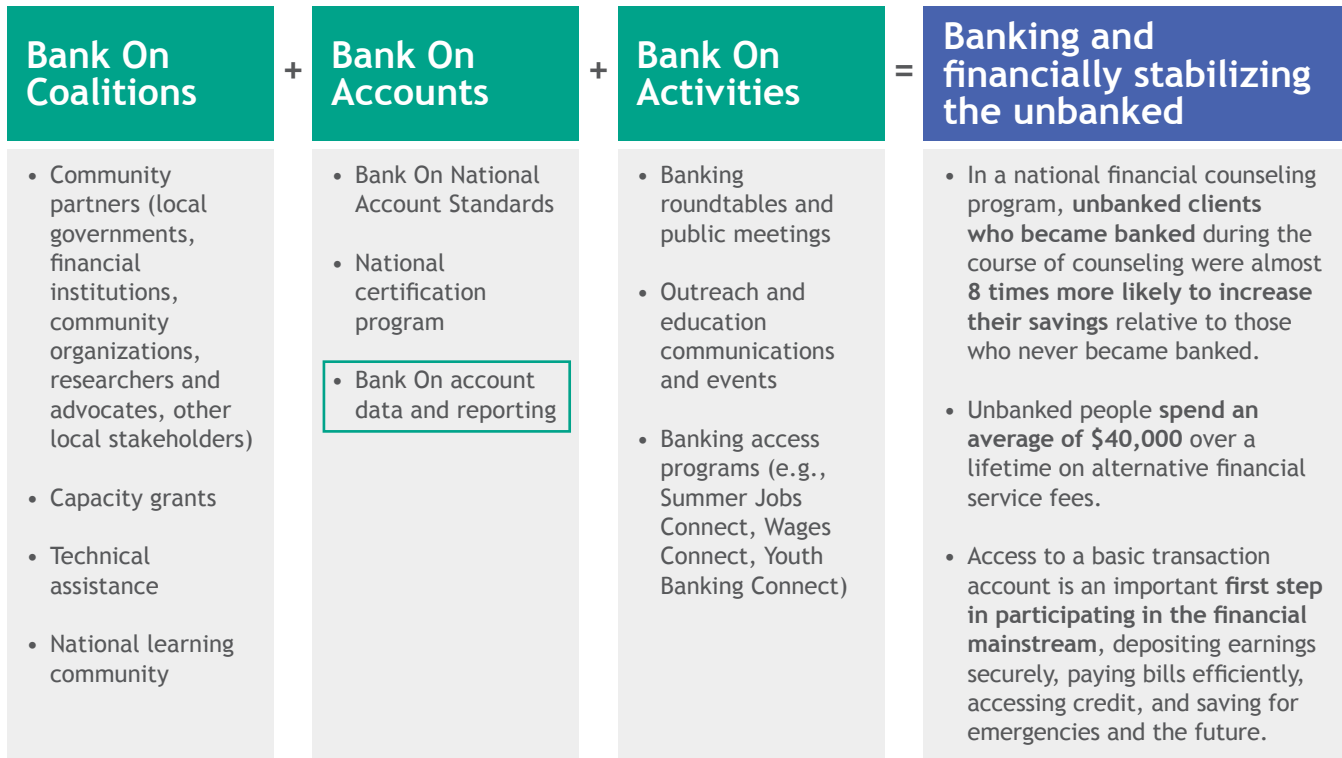 Bank On
Coalitions
+
Bank On
Accounts
+
Bank On
Activities
=
Banking and
financially stabilizing
the unbanked
• Community
partners (local
governments,
financial
institutions,
community
organizations,
researchers and
advocates, other
local stakeholders)
• Capacity grants
• Technical
assistance
• National learning
community
• Bank On National
Account Standards
• National
certification
program
• Bank On account
data and reporting
• Banking
roundtables and
public meetings
• Outreach and
education
communications
and events
• Banking access
programs (e.g.,
Summer Jobs
Connect, Wages
Connect, Youth
Banking Connect)
• In a national financial counseling
program, unbanked clients
who became banked during the
course of counseling were almost
8 times more likely to increase
their savings relative to those
who never became banked.
• Unbanked people spend an
average of $40,000 over a
lifetime on alternative financial
service fees.
• Access to a basic transaction
account is an important first step
in participating in the financial
mainstream, depositing earnings
securely, paying bills efficiently,
accessing credit, and saving for
emergencies and the future.